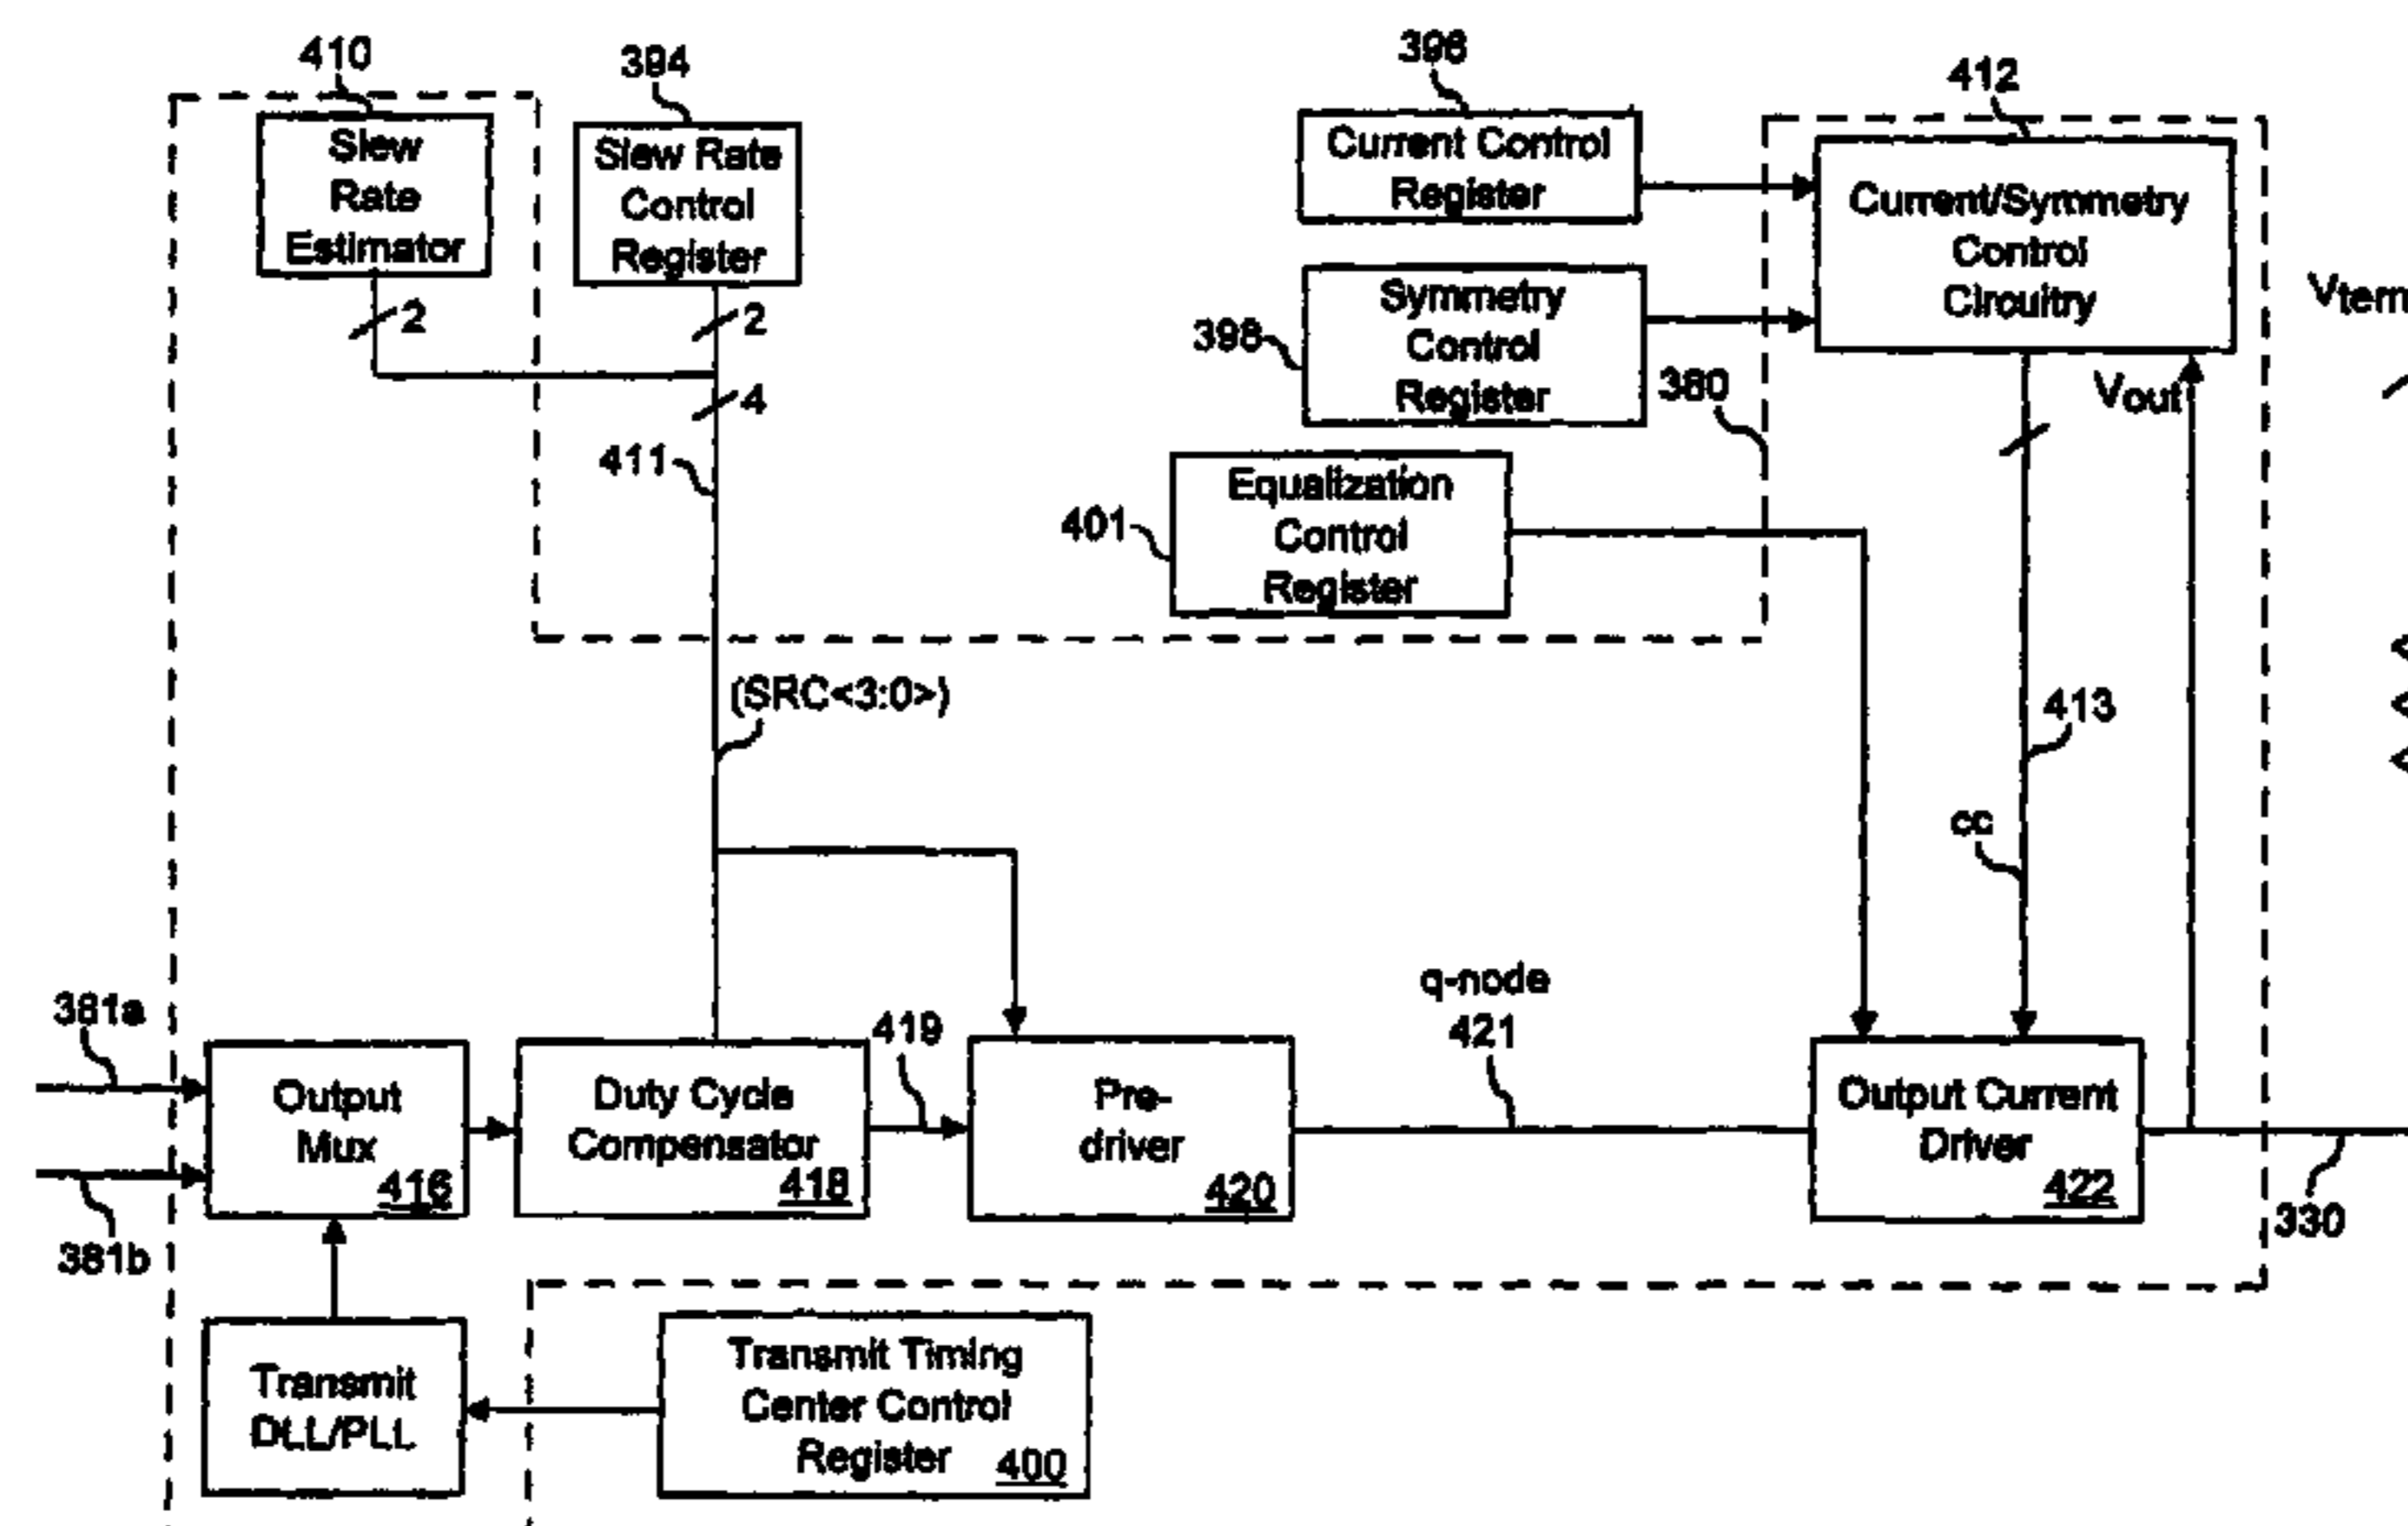 410
394
396
412
Slew
Rate
Estimator
Slew Rate
Control
Register
Current Control
Register
Current/Symmetry
Control
Circuitry
2
2
4
398
Symmetry
Control
Register
380
Vout
411
401
Equalization
Control
Register
(SRC<3:0>)
413
cc
381a
419
q-node
421
Output
Mux
416
Duty Cycle
Compensator
418
Pre-
driver
420
Output Current
Driver
422
381b
330
Transmit
DLL/PLL
Transmit Timing
Center Control
Register
400